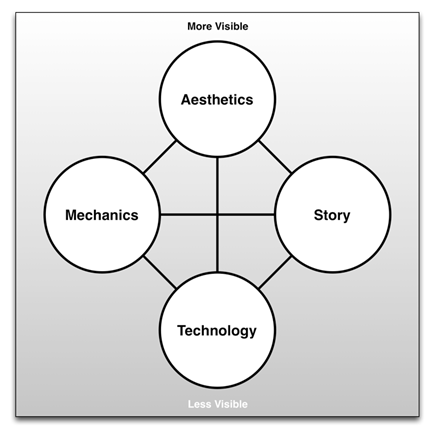 More Visible
Aesthetics
Mechanics
Story
Technology
Less Visible